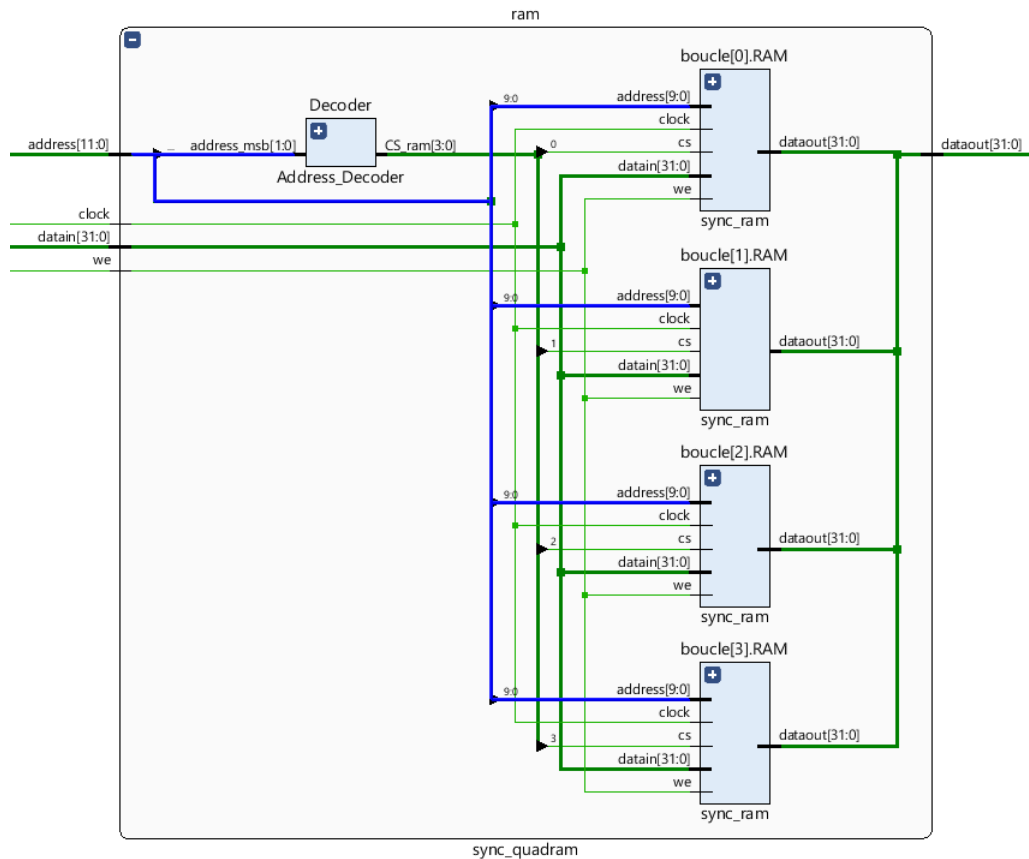 ram
boucle[0].RAM
9:0
address[9:0]
Decoder
clock
address[11:0]
address_msb[1:0]
CS_ram[3:0]
0
cs
dataout[31:0]
dataout[31:0]
datain[31:0]
Address_Decoder
we
clock
sync_ram
datain[31:0]
boucle[1].RAM
we
9:0
address[9:0]
clock
1
cs
dataout[31:0]
datain[31:0]
we
sync_ram
boucle[2].RAM
9:0
address[9:0]
clock
2
cs
dataout[31:0]
datain[31:0]
we
sync_ram
boucle[3].RAM
9:0
address[9:0]
clock
3
cs
dataout[31:0]
datain[31:0]
we
sync_ram
sync_quadram